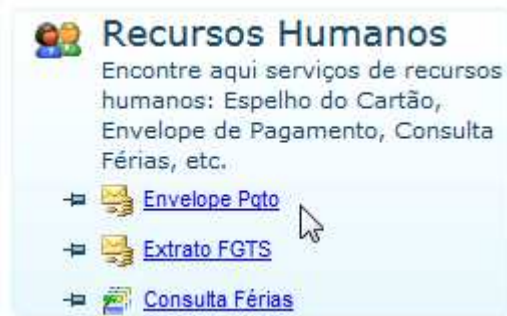 Recursos Humanos
Encontre aqui serviços de recursos
humanos: Espelho do Cartão,
Envelope de Pagamento, Consulta
Férias, etc.
Envelope Pgto
Extrato FGTS
Consulta Férias